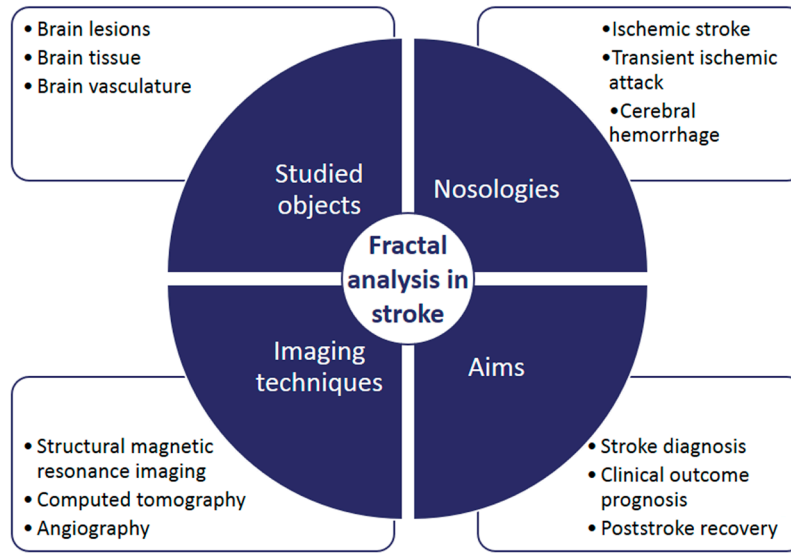 • Brain lesions
• Brain tissue
• Brain vasculature
•Ischemic stroke
•Transient ischemic
attack
•Cerebral
hemorrhage
Studied
objects
Nosologies
Fractal
analysis in
stroke
Imaging
techniques
Aims
• Structural magnetic
resonance imaging
• Computed tomography
• Angiography
• Stroke diagnosis
• Clinical outcome
prognosis
• Poststroke recovery